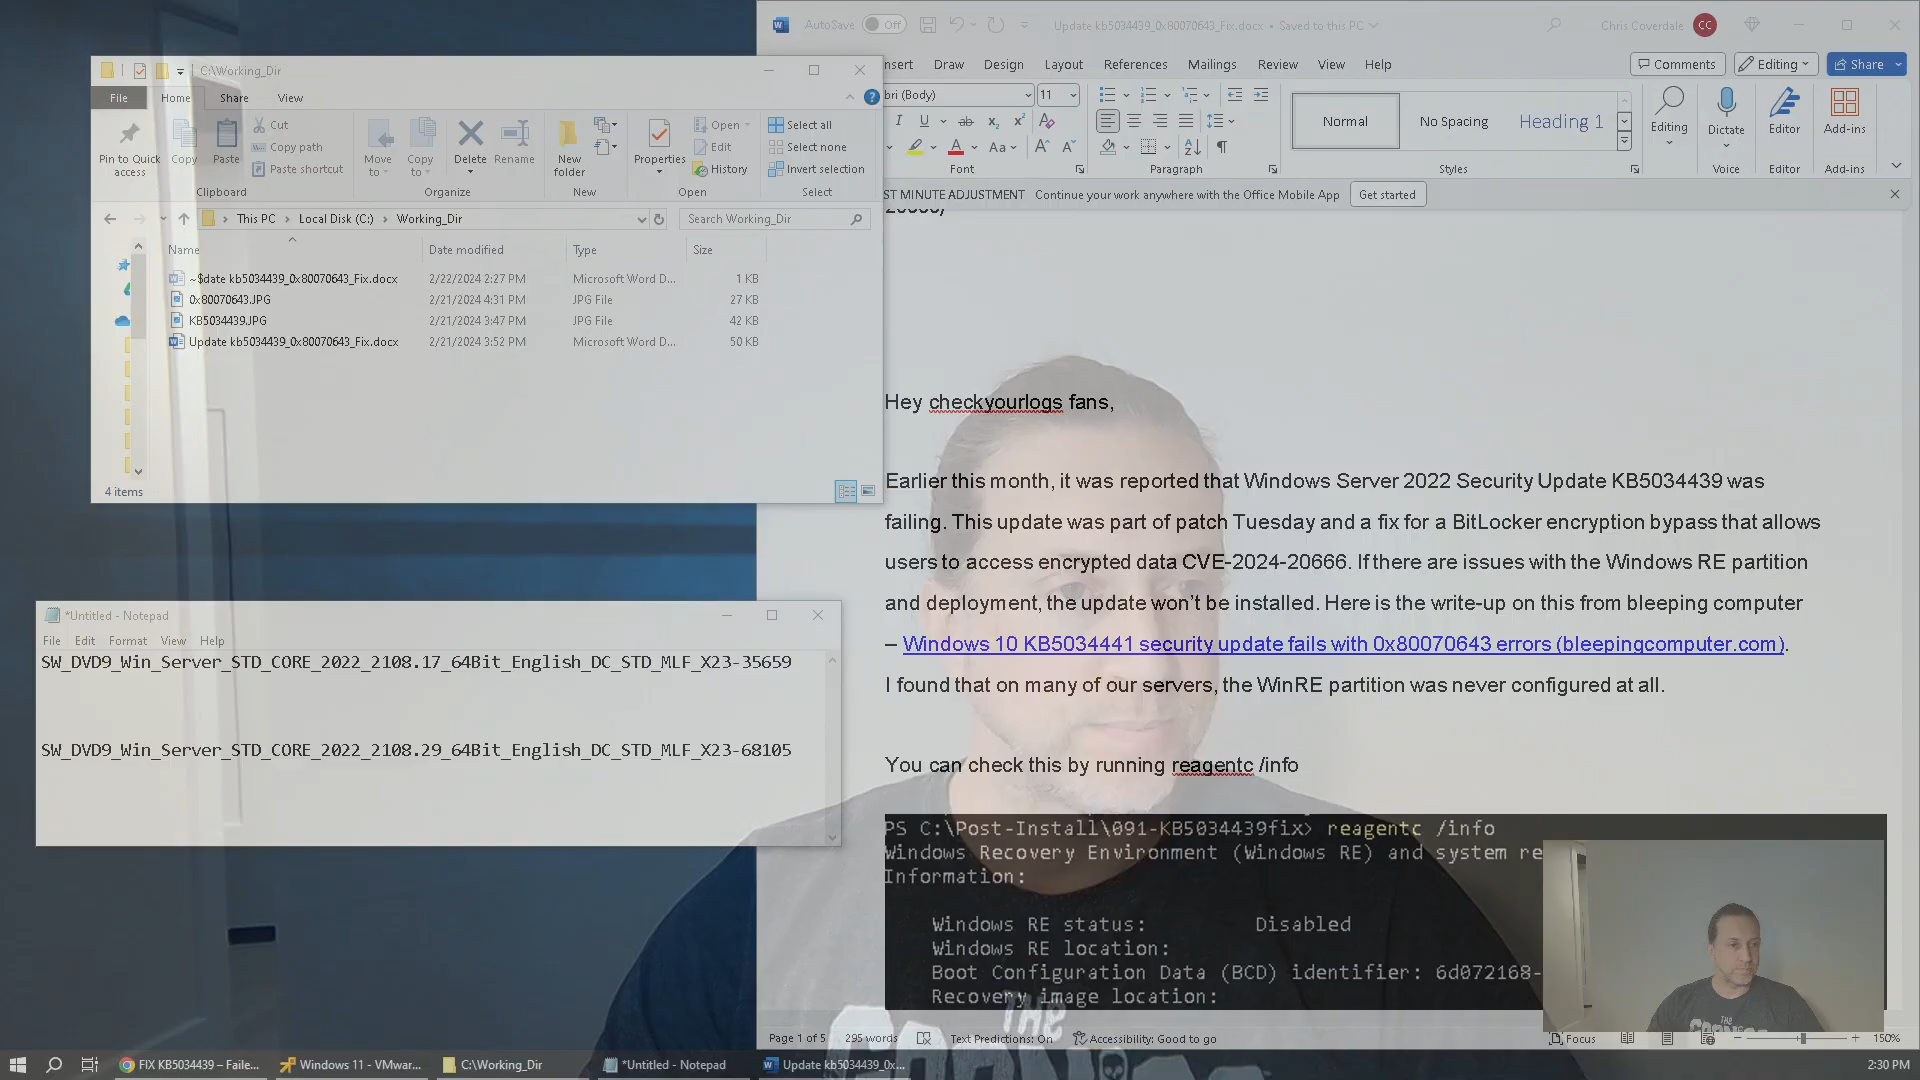 AutoSave Off
Update kb5034439_0x80070643_Fix.docx • Saved to this PC
Chris Coverdale CC
nsert Draw Design Layout References Mailings Review View Help
Comments Editing Share
bri (Body) 11
Normal No Spacing Heading 1
Editing Dictate Editor Add-ins
Font Paragraph Styles Voice Editor Add-ins
ST MINUTE ADJUSTMENT Continue your work anywhere with the Office Mobile App Get started
C:\Working_Dir
File Home Share View
Pin to Quick access
Copy
Paste
Cut
Copy path
Paste shortcut
Move to
Copy to
Delete
Rename
New folder
Properties
Open
Edit
History
Select all
Select none
Invert selection
Clipboard Organize New Open Select
This PC Local Disk (C:) Working_Dir
Search Working_Dir
Name Date modified Type Size
~$date kb5034439_0x80070643_Fix.docx 2/22/2024 2:27 PM Microsoft Word D... 1 KB
0x80070643.JPG 2/21/2024 4:31 PM JPG File 27 KB
KB5034439.JPG 2/21/2024 3:47 PM JPG File 42 KB
Update kb5034439_0x80070643_Fix.docx 2/21/2024 3:52 PM Microsoft Word D... 50 KB
4 items
*Untitled - Notepad
File Edit Format View Help
SW_DVD9_Win_Server_STD_CORE_2022_2108.17_64Bit_English_DC_STD_MLF_X23-35659
SW_DVD9_Win_Server_STD_CORE_2022_2108.29_64Bit_English_DC_STD_MLF_X23-68105
Hey checkyourlogs fans,
Earlier this month, it was reported that Windows Server 2022 Security Update KB5034439 was
failing. This update was part of patch Tuesday and a fix for a BitLocker encryption bypass that allows
users to access encrypted data CVE-2024-20666. If there are issues with the Windows RE partition
and deployment, the update won’t be installed. Here is the write-up on this from bleeping computer
– Windows 10 KB5034441 security update fails with 0x80070643 errors (bleepingcomputer.com).
I found that on many of our servers, the WinRE partition was never configured at all.
You can check this by running reagentc /info
PS C:\Post-Install\091-KB5034439fix> reagentc /info
Windows Recovery Environment (Windows RE) and system re
Information:
Windows RE status: Disabled
Windows RE location:
Boot Configuration Data (BCD) identifier: 6d072168-
Recovery image location:
THE
THE
Page 1 of 5 295 words Text Predictions: On Accessibility: Good to go
Focus 150%
FIX KB5034439 – Faile...
Windows 11 - VMwar...
C:\Working_Dir
*Untitled - Notepad
Update kb5034439_0x...
2:30 PM